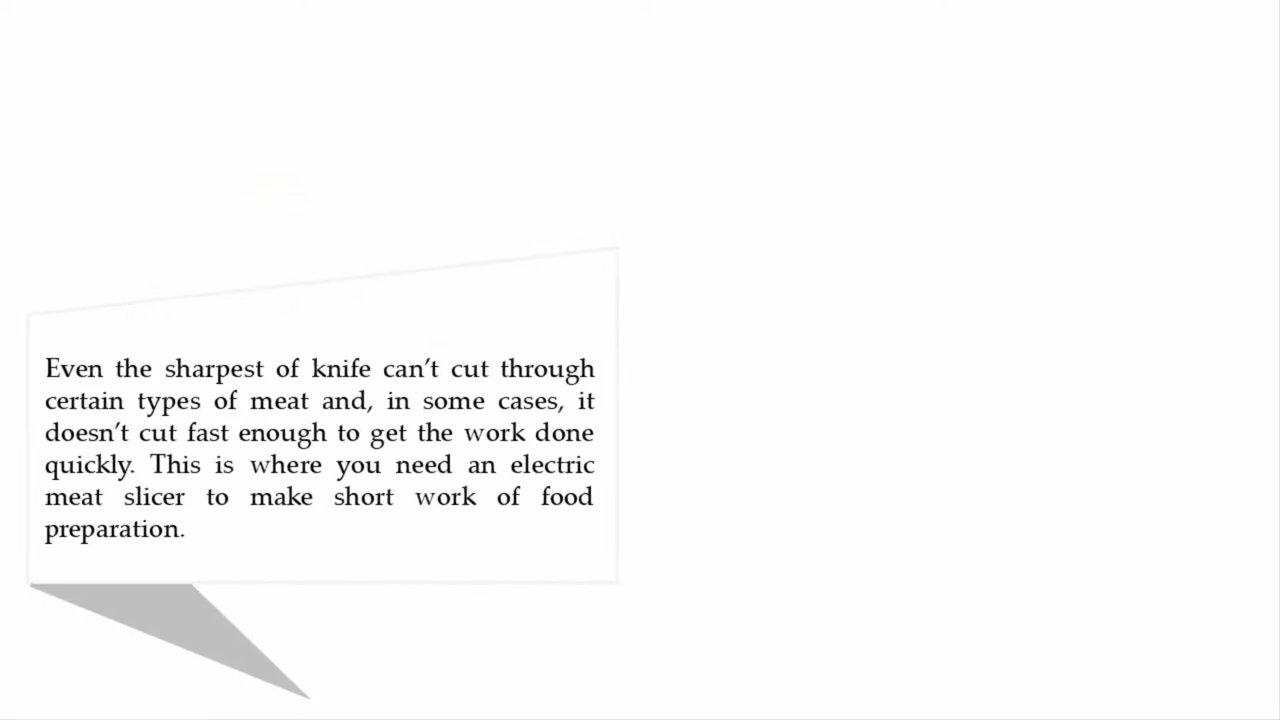 Even the sharpest of knife can’t cut through
certain types of meat and, in some cases, it
doesn’t cut fast enough to get the work done
quickly. This is where you need an electric
meat slicer to make short work of food
preparation.